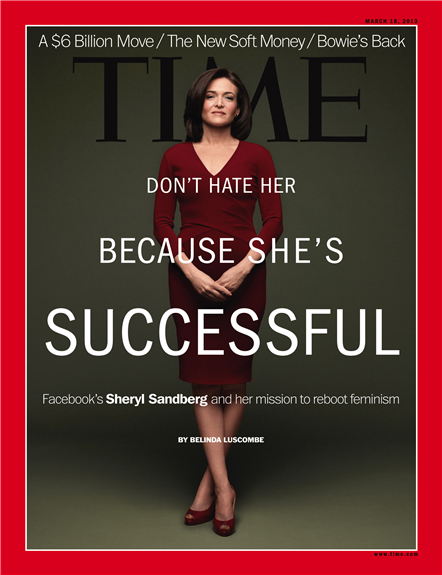 MARCH 18, 2013
A $6 Billion Move / The New Soft Money / Bowie's Back
TIME
DON'T HATE HER
BECAUSE SHE'S
SUCCESSFUL
Facebook's Sheryl Sandberg and her mission to reboot feminism
BY BELINDA LUSCOMBE
www.Time.com